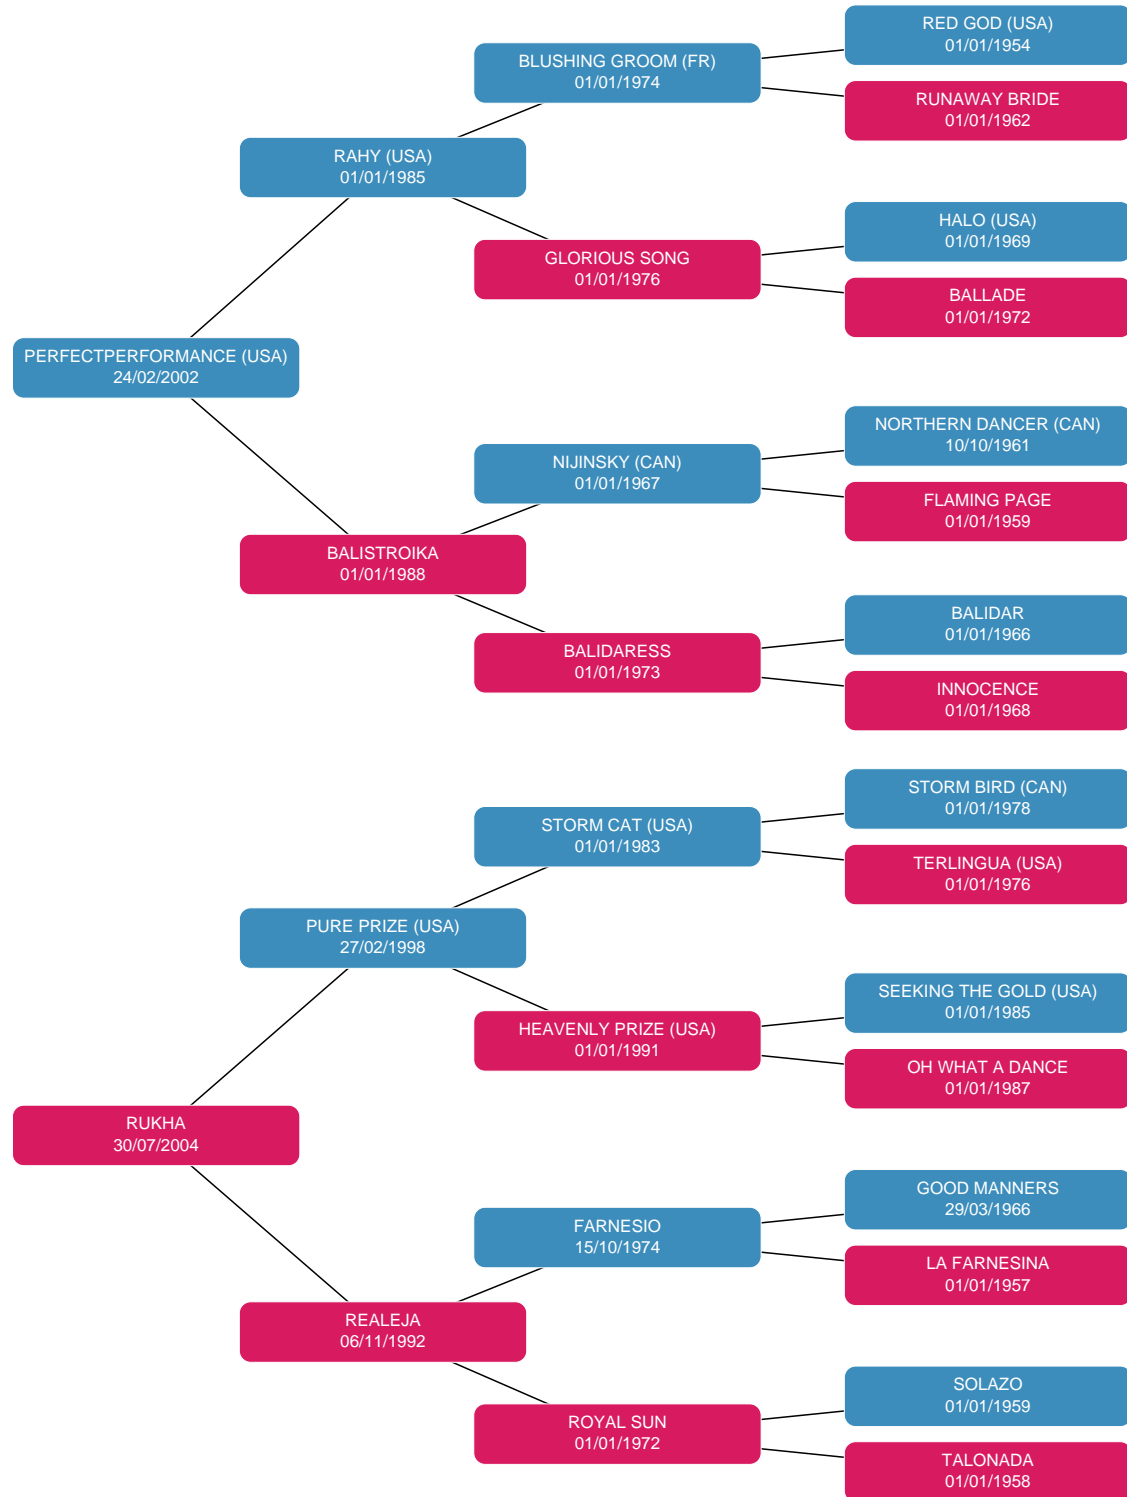 RED GOD (USA)
01/01/1954
BLUSHING GROOM (FR)
01/01/1974
RUNAWAY BRIDE
01/01/1962
RAHY (USA)
01/01/1985
HALO (USA)
01/01/1969
GLORIOUS SONG
01/01/1976
BALLADE
01/01/1972
PERFECTPERFORMANCE (USA)
24/02/2002
NORTHERN DANCER (CAN)
10/10/1961
NIJINSKY (CAN)
01/01/1967
FLAMING PAGE
01/01/1959
BALISTROIKA
01/01/1988
BALIDAR
01/01/1966
BALIDARESS
01/01/1973
INNOCENCE
01/01/1968
STORM BIRD (CAN)
01/01/1978
STORM CAT (USA)
01/01/1983
TERLINGUA (USA)
01/01/1976
PURE PRIZE (USA)
27/02/1998
SEEKING THE GOLD (USA)
01/01/1985
HEAVENLY PRIZE (USA)
01/01/1991
OH WHAT A DANCE
01/01/1987
RUKHA
30/07/2004
GOOD MANNERS
29/03/1966
FARNESIO
15/10/1974
LA FARNESINA
01/01/1957
REALEJA
06/11/1992
SOLAZO
01/01/1959
ROYAL SUN
01/01/1972
TALONADA
01/01/1958